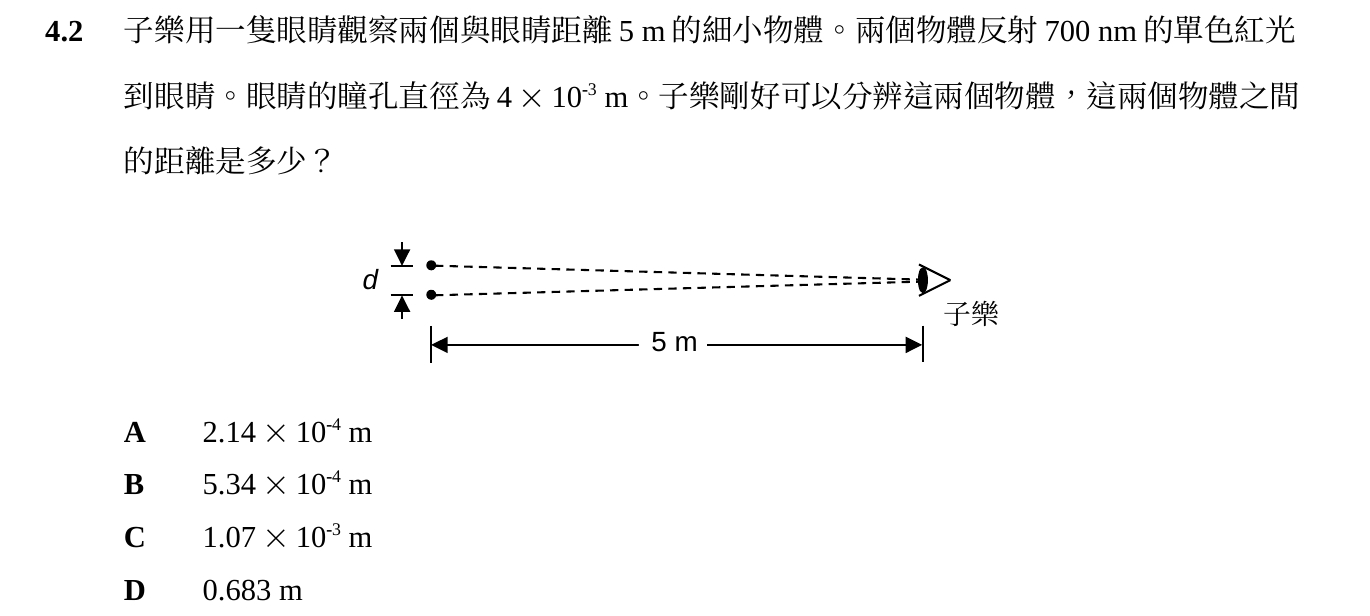 4.2 子樂用一隻眼睛觀察兩個與眼睛距離 5 m 的細小物體。兩個物體反射 700 nm 的單色紅光
到眼睛。眼睛的瞳孔直徑為 4 × 10⁻³ m。子樂剛好可以分辨這兩個物體，這兩個物體之間
的距離是多少？
d
子樂
5 m
A 2.14 × 10⁻⁴ m
B 5.34 × 10⁻⁴ m
C 1.07 × 10⁻³ m
D 0.683 m